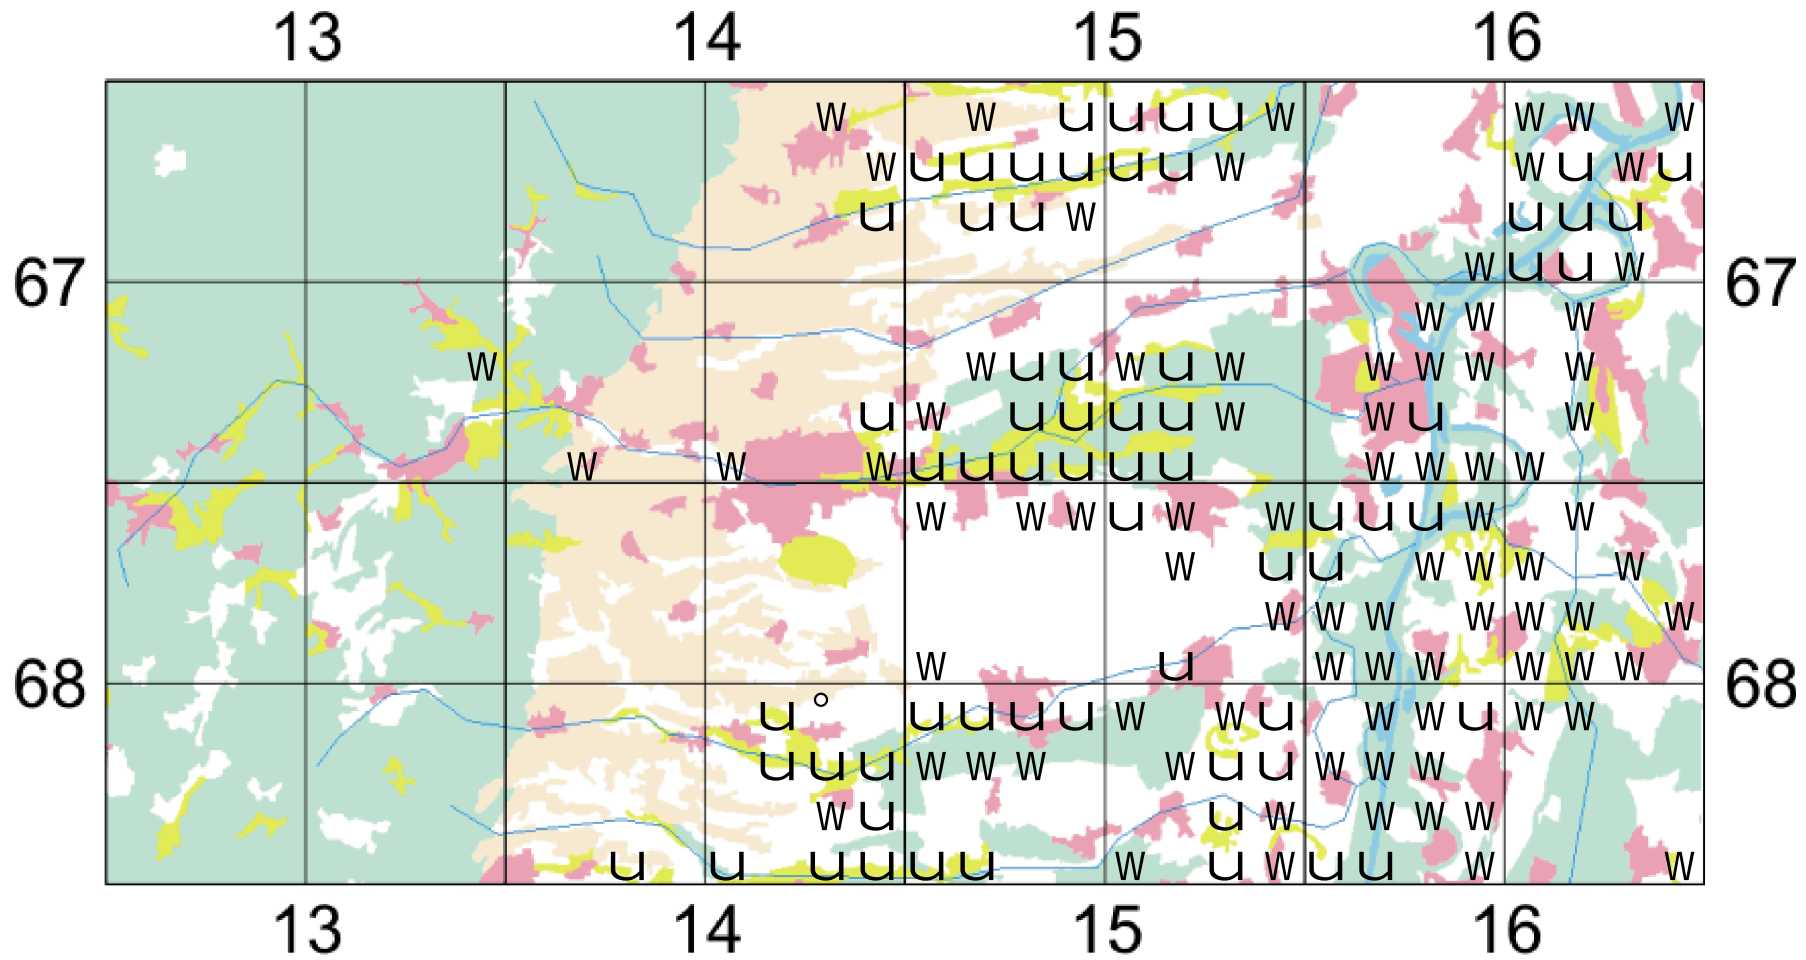 13 14 15 16
w w u u u u w w w w
w u u u u u u w w u w u
u u u w u u u
67 w u u w 67
w w w
w w u u w u w w w w w
u w u u u u w w u w
w w w u u u u u u w w w w
w w w u w w u u u w w
w u u w w w w
w w w w w w w
w u w w w w w w
68 68
u ° u u u u w w u w w u w w
u u u w w w w u u w w w
w u u w w w w
u u u u u u w u w u u w w
13 14 15 16